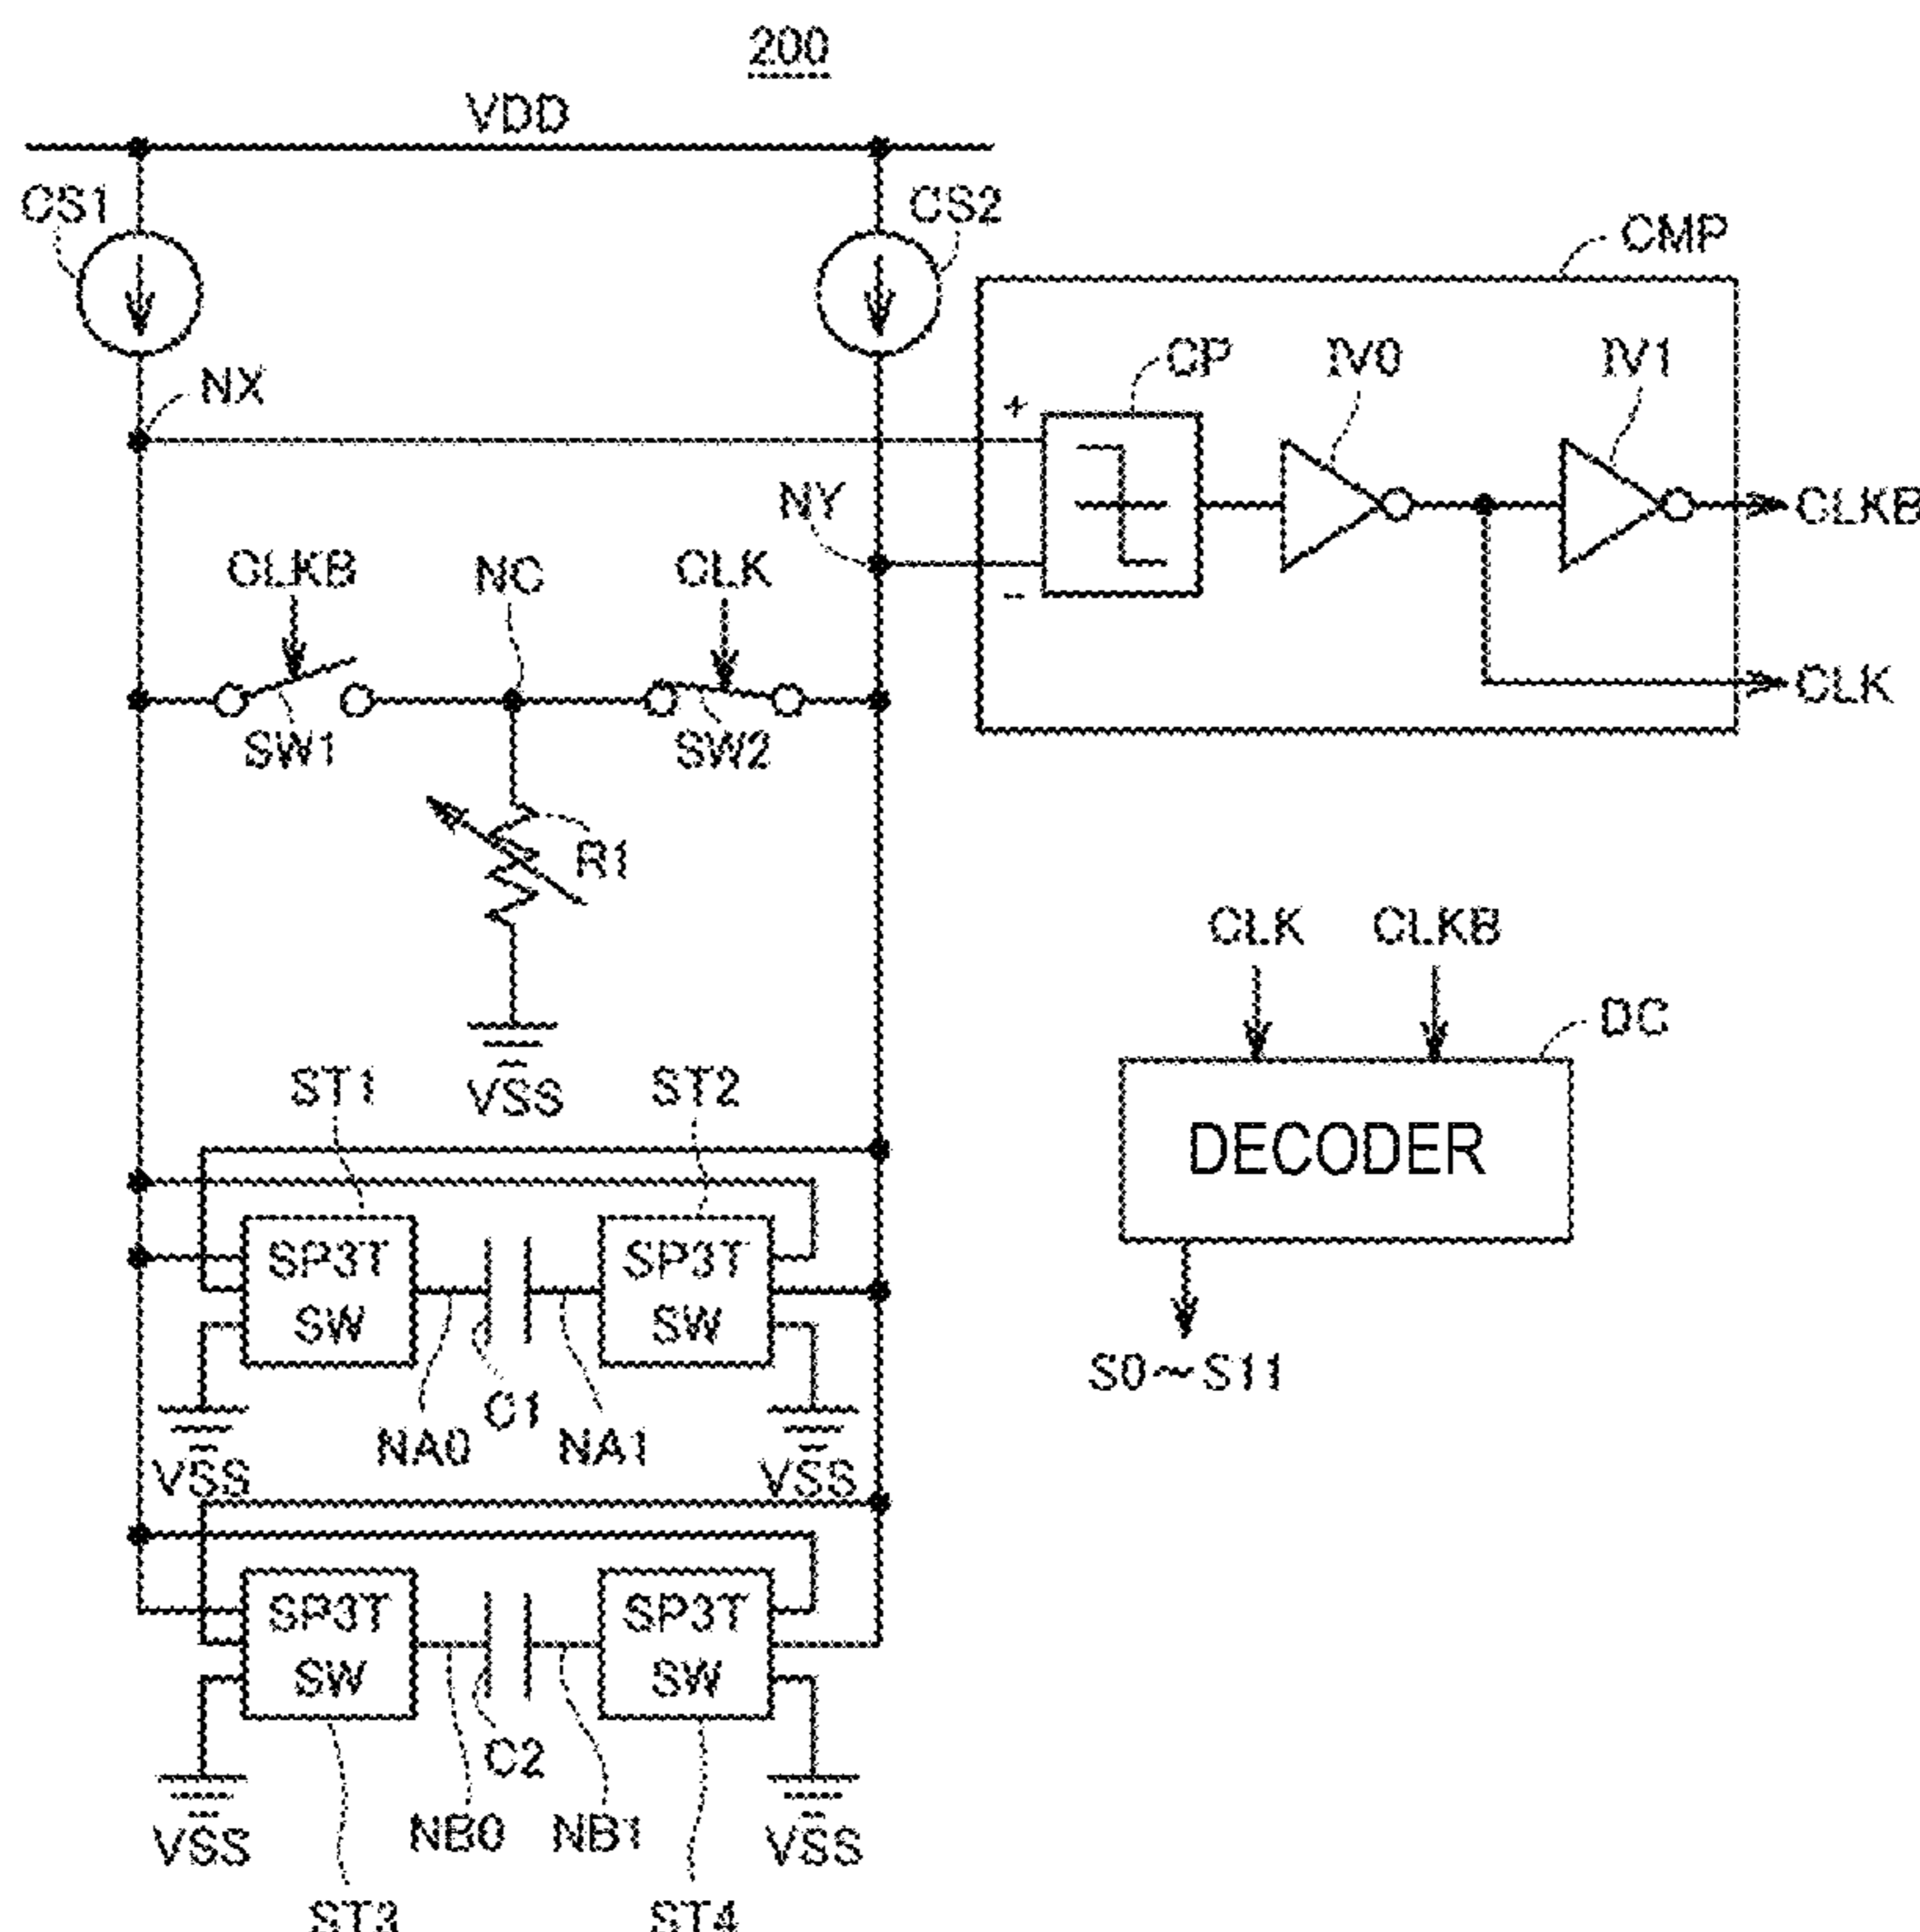 200
VDD
CS1
CS2
CMP
NX
CP
IV0
IV1
+
NY
CLKB
-
CLKB
NC
CLK
CLK
SW1
SW2
R1
CLK
CLKB
DC
VSS
ST1
ST2
DECODER
SP3T
SW
SP3T
SW
S0~S11
C1
NA0
NA1
VSS
VSS
SP3T
SW
SP3T
SW
C2
NB0
NB1
VSS
VSS
ST3
ST4